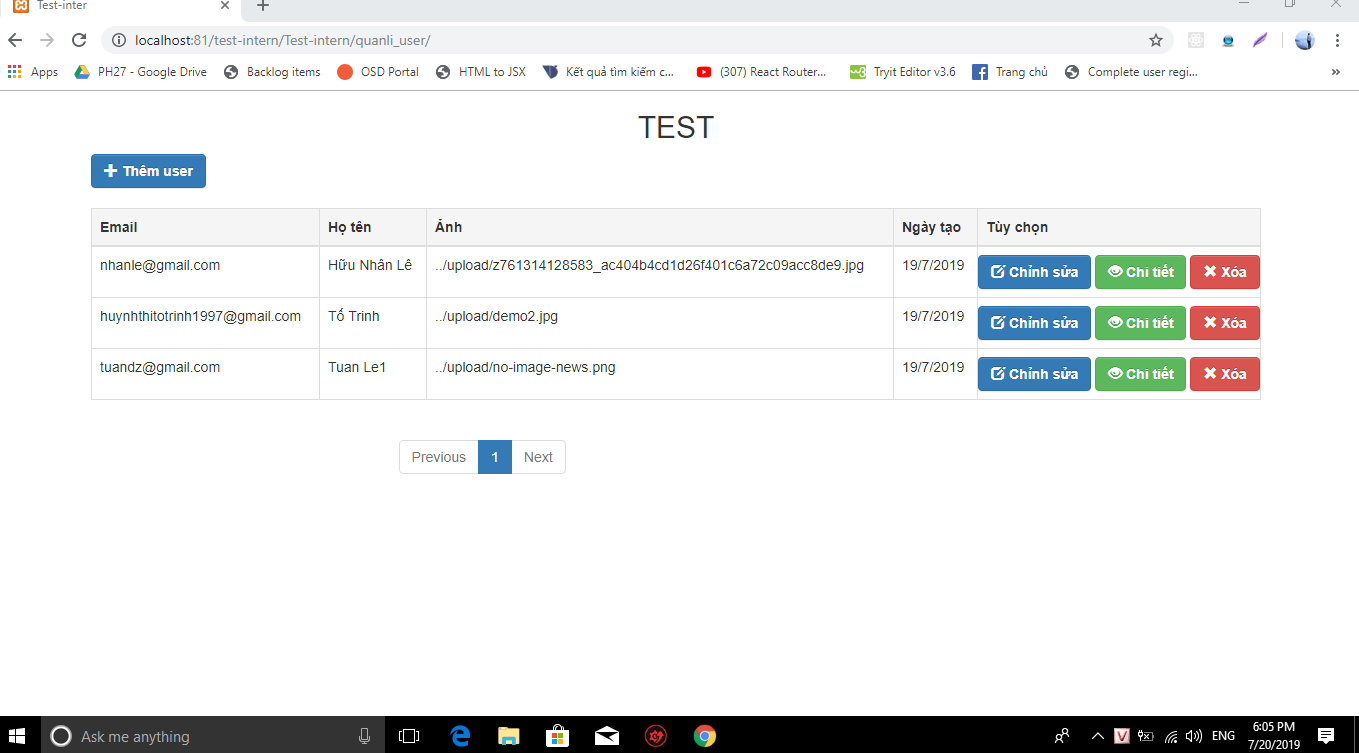 Test-inter
localhost:81/test-intern/Test-intern/quanli_user/
Apps PH27 - Google Drive Backlog items OSD Portal HTML to JSX Kết quả tìm kiếm c... (307) React Router... Tryit Editor v3.6 Trang chủ Complete user regi... »
TEST
Thêm user
Email Họ tên Ảnh Ngày tạo Tùy chọn
nhanle@gmail.com Hữu Nhân Lê ../upload/z761314128583_ac404b4cd1d26f401c6a72c09acc8de9.jpg 19/7/2019 Chỉnh sửa Chi tiết Xóa
huynhthitotrinh1997@gmail.com Tố Trinh ../upload/demo2.jpg 19/7/2019 Chỉnh sửa Chi tiết Xóa
tuandz@gmail.com Tuan Le1 ../upload/no-image-news.png 19/7/2019 Chỉnh sửa Chi tiết Xóa
Previous 1 Next
Ask me anything ENG 6:05 PM
7/20/2019